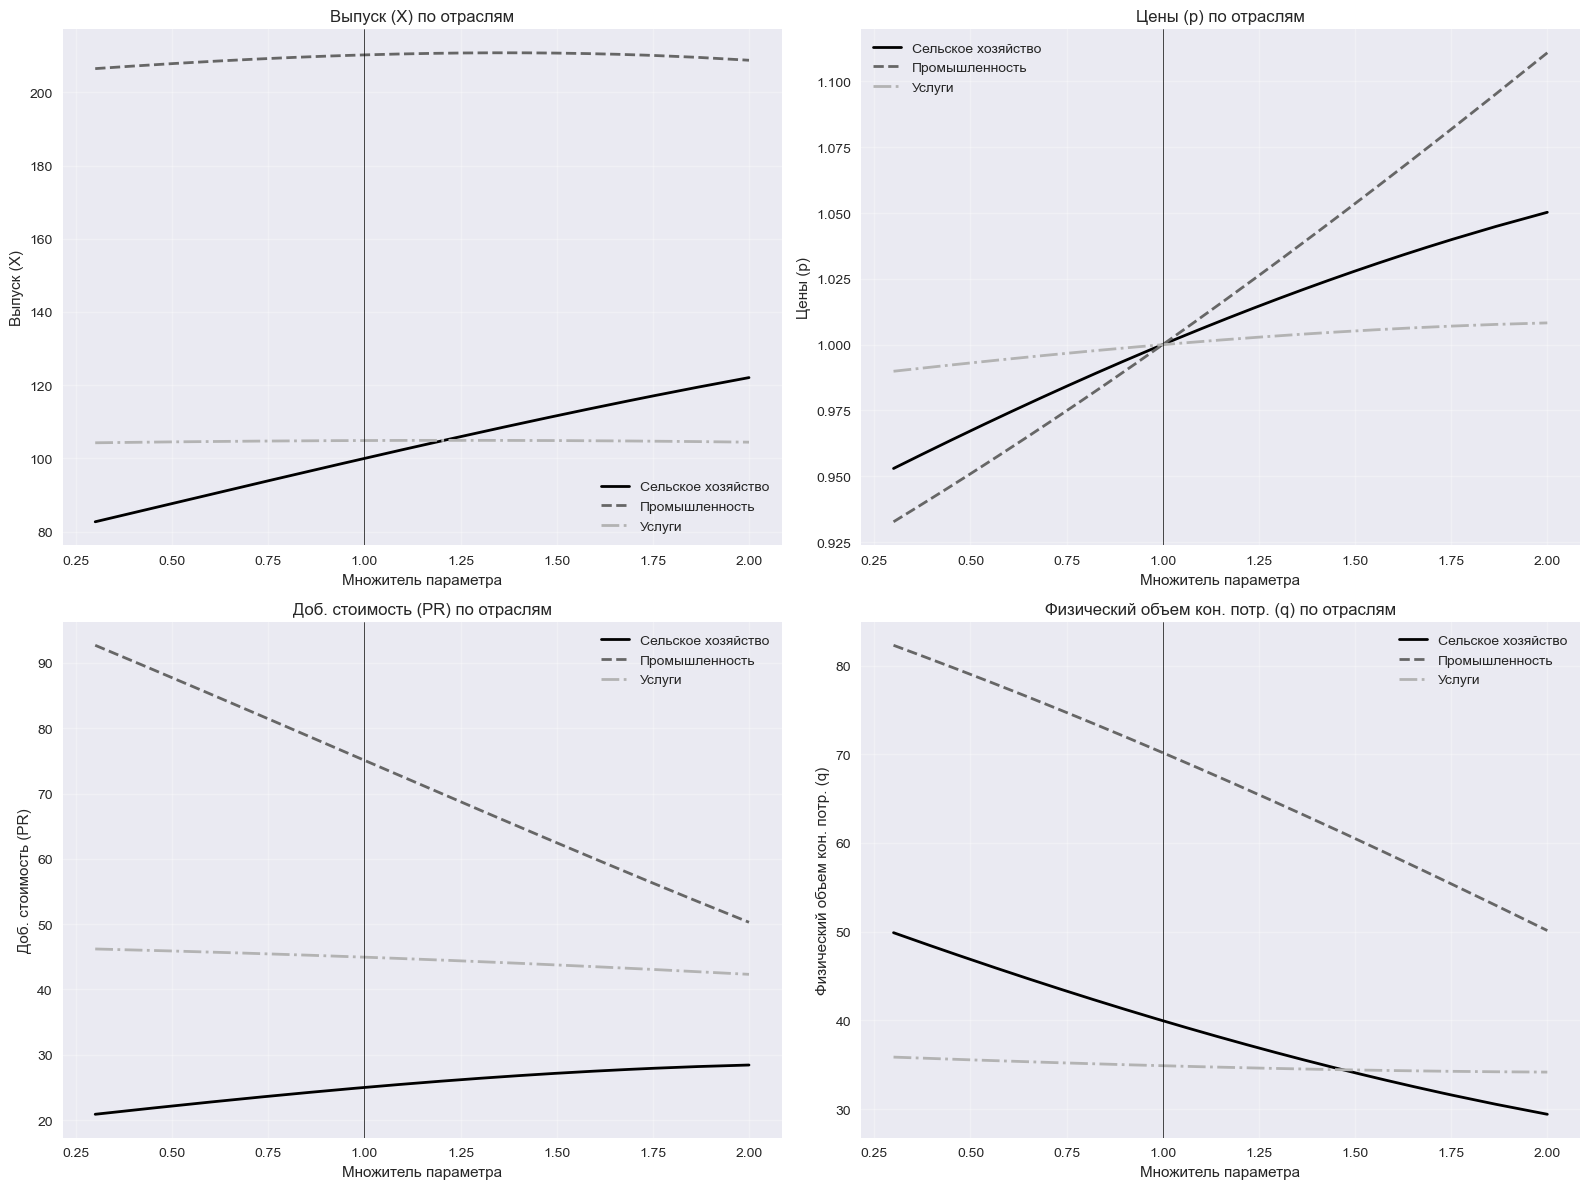 Выпуск (X) по отраслям
Выпуск (X)
200
180
160
140
120
100
80
Сельское хозяйство
Промышленность
Услуги
0.25 0.50 0.75 1.00 1.25 1.50 1.75 2.00
Множитель параметра
Цены (p) по отраслям
Цены (p)
Сельское хозяйство
Промышленность
Услуги
1.100
1.075
1.050
1.025
1.000
0.975
0.950
0.925
0.25 0.50 0.75 1.00 1.25 1.50 1.75 2.00
Множитель параметра
Доб. стоимость (PR) по отраслям
Доб. стоимость (PR)
Сельское хозяйство
Промышленность
Услуги
90
80
70
60
50
40
30
20
0.25 0.50 0.75 1.00 1.25 1.50 1.75 2.00
Множитель параметра
Физический объем кон. потр. (q) по отраслям
Физический объем кон. потр. (q)
Сельское хозяйство
Промышленность
Услуги
80
70
60
50
40
30
0.25 0.50 0.75 1.00 1.25 1.50 1.75 2.00
Множитель параметра